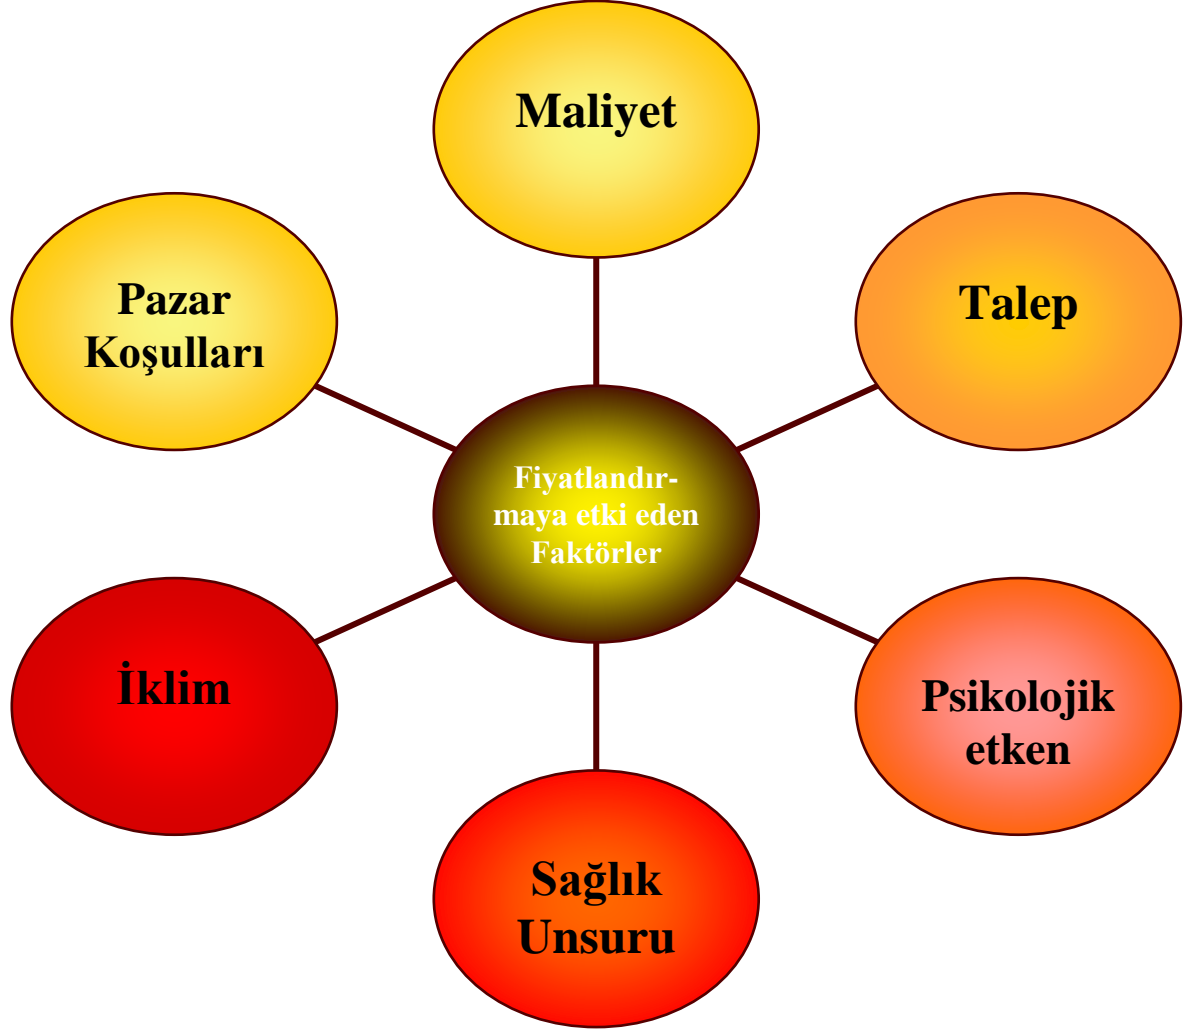 Maliyet
Pazar
Koşulları
Talep
Fiyatlandır-
maya etki eden
Faktörler
İklim
Psikolojik
etken
Sağlık
Unsuru